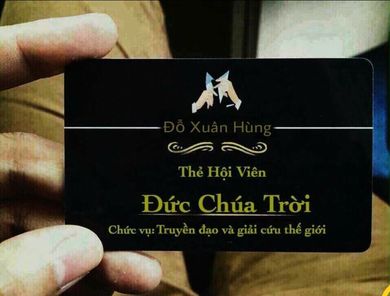 Đỗ Xuân Hùng
Thẻ Hội Viên
Đức Chúa Trời
Chức vụ: Truyền đạo và giải cứu thế giới